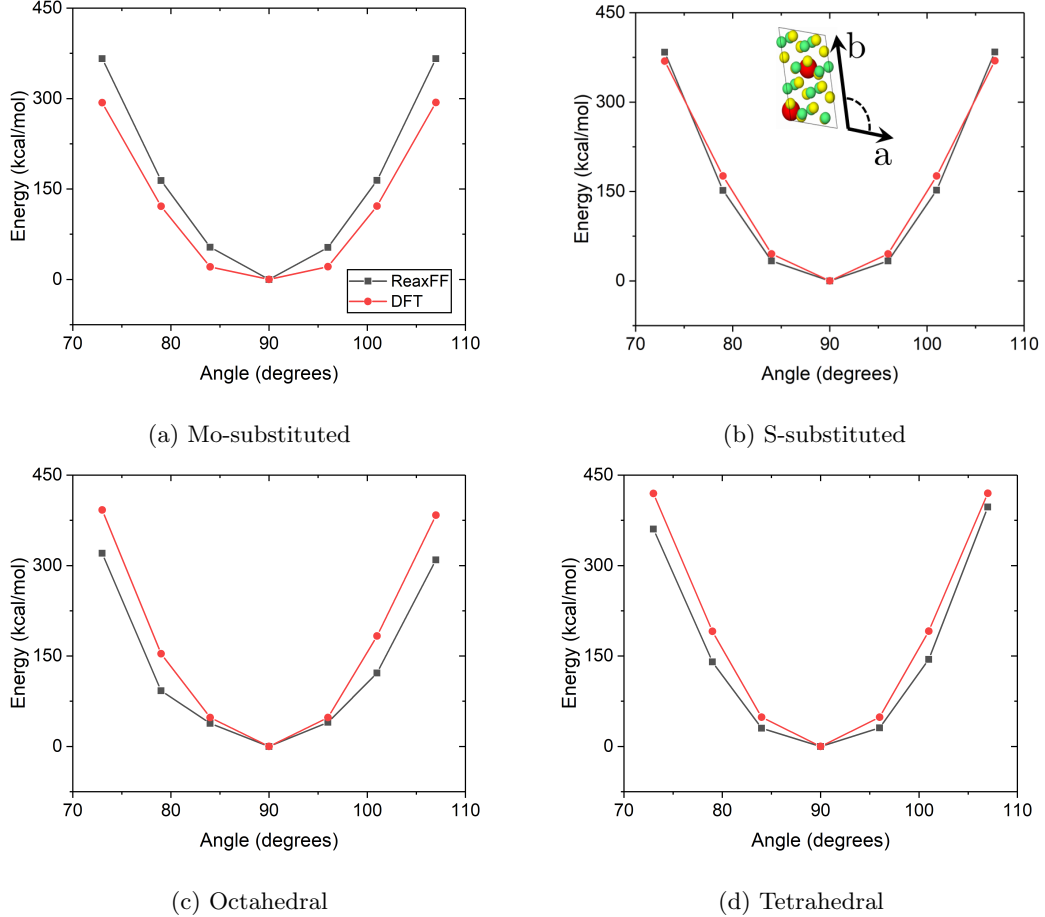 450
300
150
0
Energy (kcal/mol)
ReaxFF
DFT
70
80
90
100
110
Angle (degrees)
(a) Mo-substituted
450
300
150
0
Energy (kcal/mol)
b
a
70
80
90
100
110
Angle (degrees)
(b) S-substituted
450
300
150
0
Energy (kcal/mol)
70
80
90
100
110
Angle (degrees)
(c) Octahedral
450
300
150
0
Energy (kcal/mol)
70
80
90
100
110
Angle (degrees)
(d) Tetrahedral